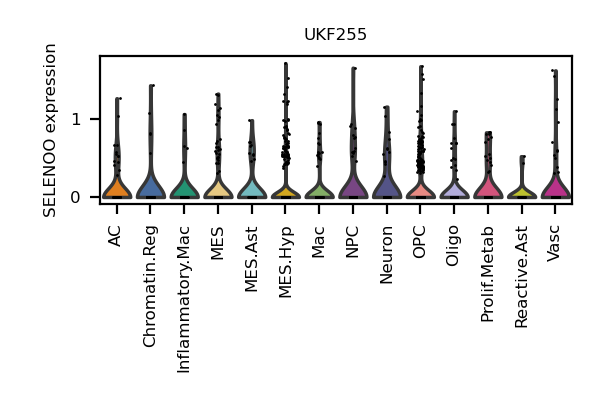 UKF255
SELENOO expression
1
0
AC
Chromatin.Reg
Inflammatory.Mac
MES
MES.Ast
MES.Hyp
Mac
NPC
Neuron
OPC
Oligo
Prolif.Metab
Reactive.Ast
Vasc